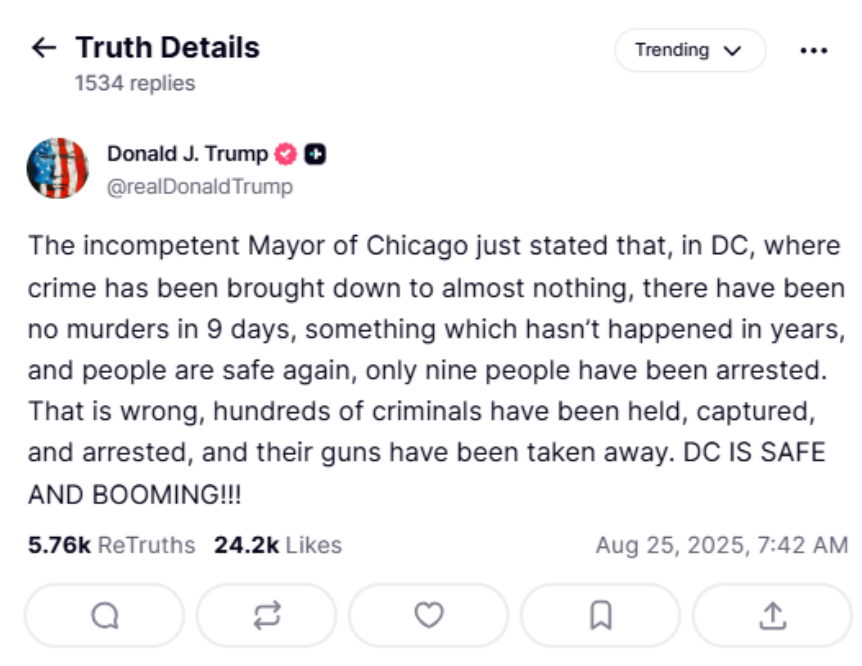 Truth Details
Trending
1534 replies
Donald J. Trump
@realDonaldTrump
The incompetent Mayor of Chicago just stated that, in DC, where
crime has been brought down to almost nothing, there have been
no murders in 9 days, something which hasn’t happened in years,
and people are safe again, only nine people have been arrested.
That is wrong, hundreds of criminals have been held, captured,
and arrested, and their guns have been taken away. DC IS SAFE
AND BOOMING!!!
5.76k ReTruths 24.2k Likes Aug 25, 2025, 7:42 AM